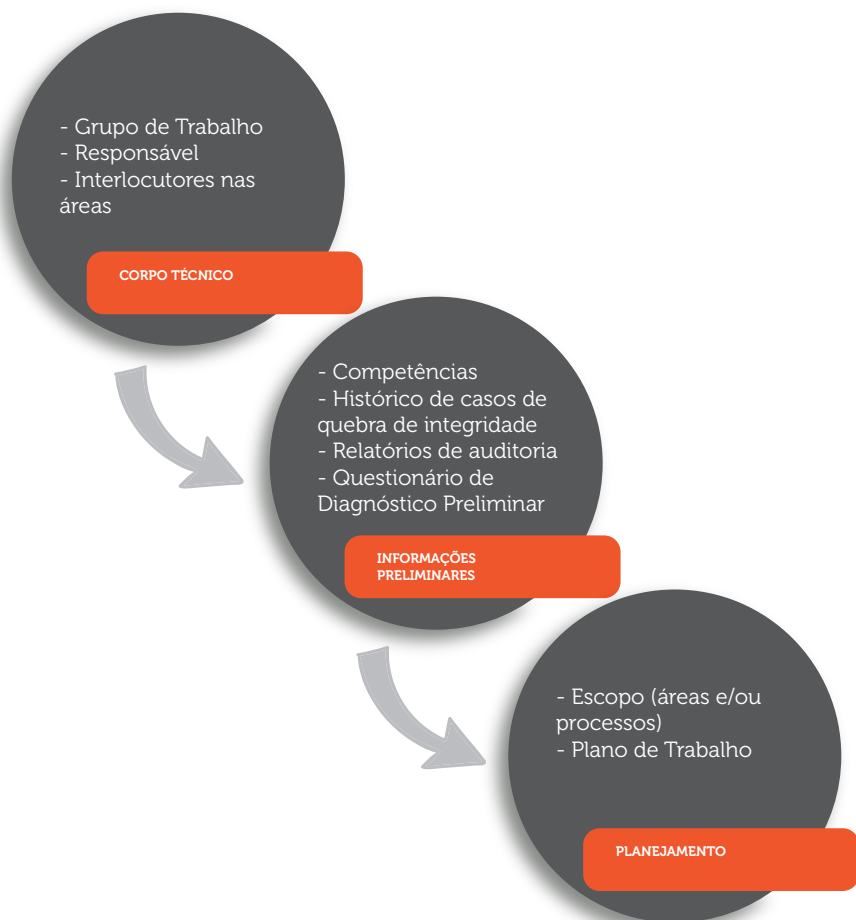 - Grupo de Trabalho
- Responsável
- Interlocutores nas
áreas
CORPO TÉCNICO
- Competências
- Histórico de casos de
quebra de integridade
- Relatórios de auditoria
- Questionário de
Diagnóstico Preliminar
INFORMAÇÕES
PRELIMINARES
- Escopo (áreas e/ou
processos)
- Plano de Trabalho
PLANEJAMENTO